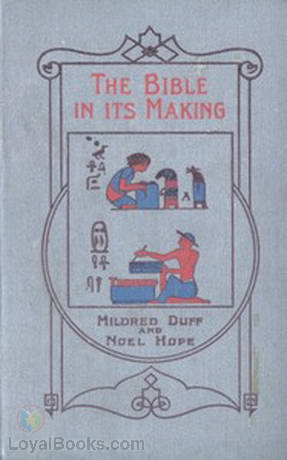 THE BIBLE
IN ITS MAKING
MILDRED DUFF
AND
NOEL HOPE
LoyalBooks.com